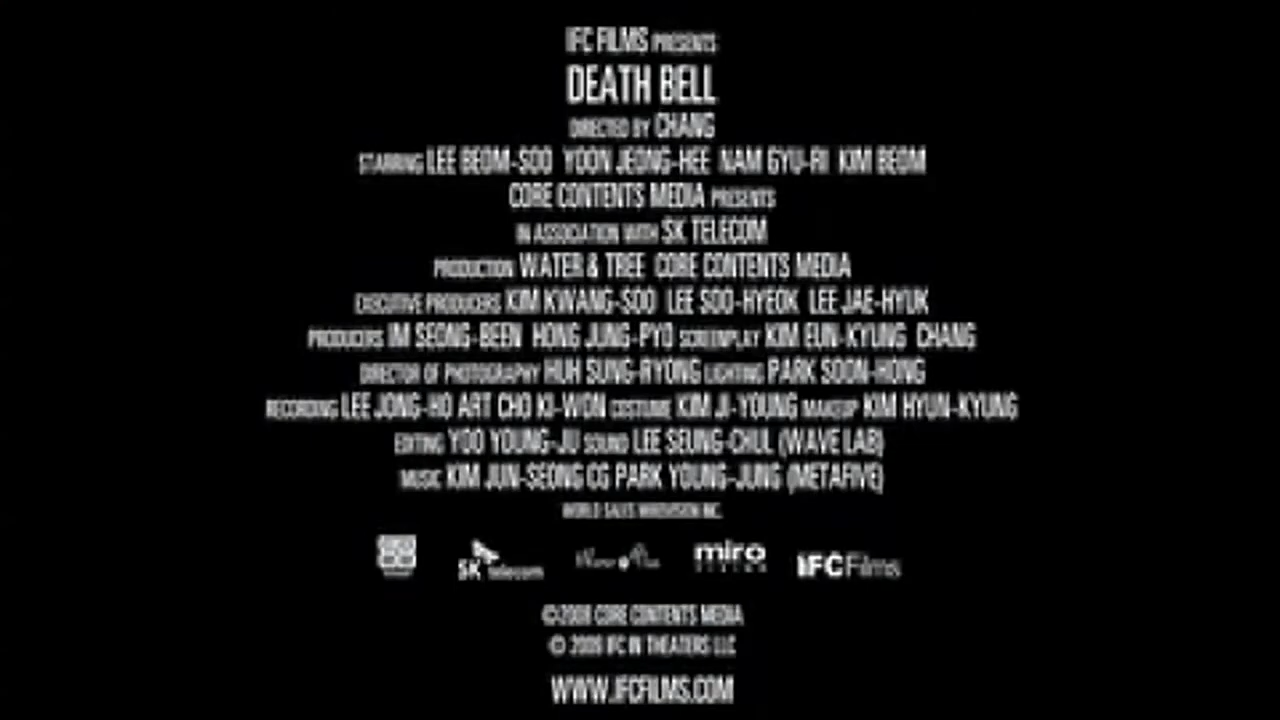 IFC FILMS PRESENTS
DEATH BELL
DIRECTED BY CHANG
STARRING LEE BEOM-SOO YOON JEONG-HEE NAM GYU-RI KIM BEOM
CORE CONTENTS MEDIA PRESENTS
IN ASSOCIATION WITH SK TELECOM
PRODUCTION WATER & TREE CORE CONTENTS MEDIA
EXECUTIVE PRODUCERS KIM KWANG-SOO LEE SOO-HYEOK LEE JAE-HYUK
PRODUCERS IM SEONG-BEEN HONG JUNG-PYO SCREENPLAY KIM EUN-KYUNG CHANG
DIRECTOR OF PHOTOGRAPHY HUH SUNG-RYONG LIGHTING PARK SOON-HONG
RECORDING LEE JONG-HO ART CHO KI-WON COSTUME KIM JI-YOUNG MAKEUP KIM HYUN-KYUNG
EDITING YOO YOUNG-JU SOUND LEE SEUNG-CHUL (WAVE LAB)
MUSIC KIM JUN-SEONG CG PARK YOUNG-JUNG (METAFIVE)
WORLD SALES MIROVISION INC.
SK telecom miro IFC Films
©2008 CORE CONTENTS MEDIA
© 2009 IFC IN THEATERS LLC
WWW.IFCFILMS.COM